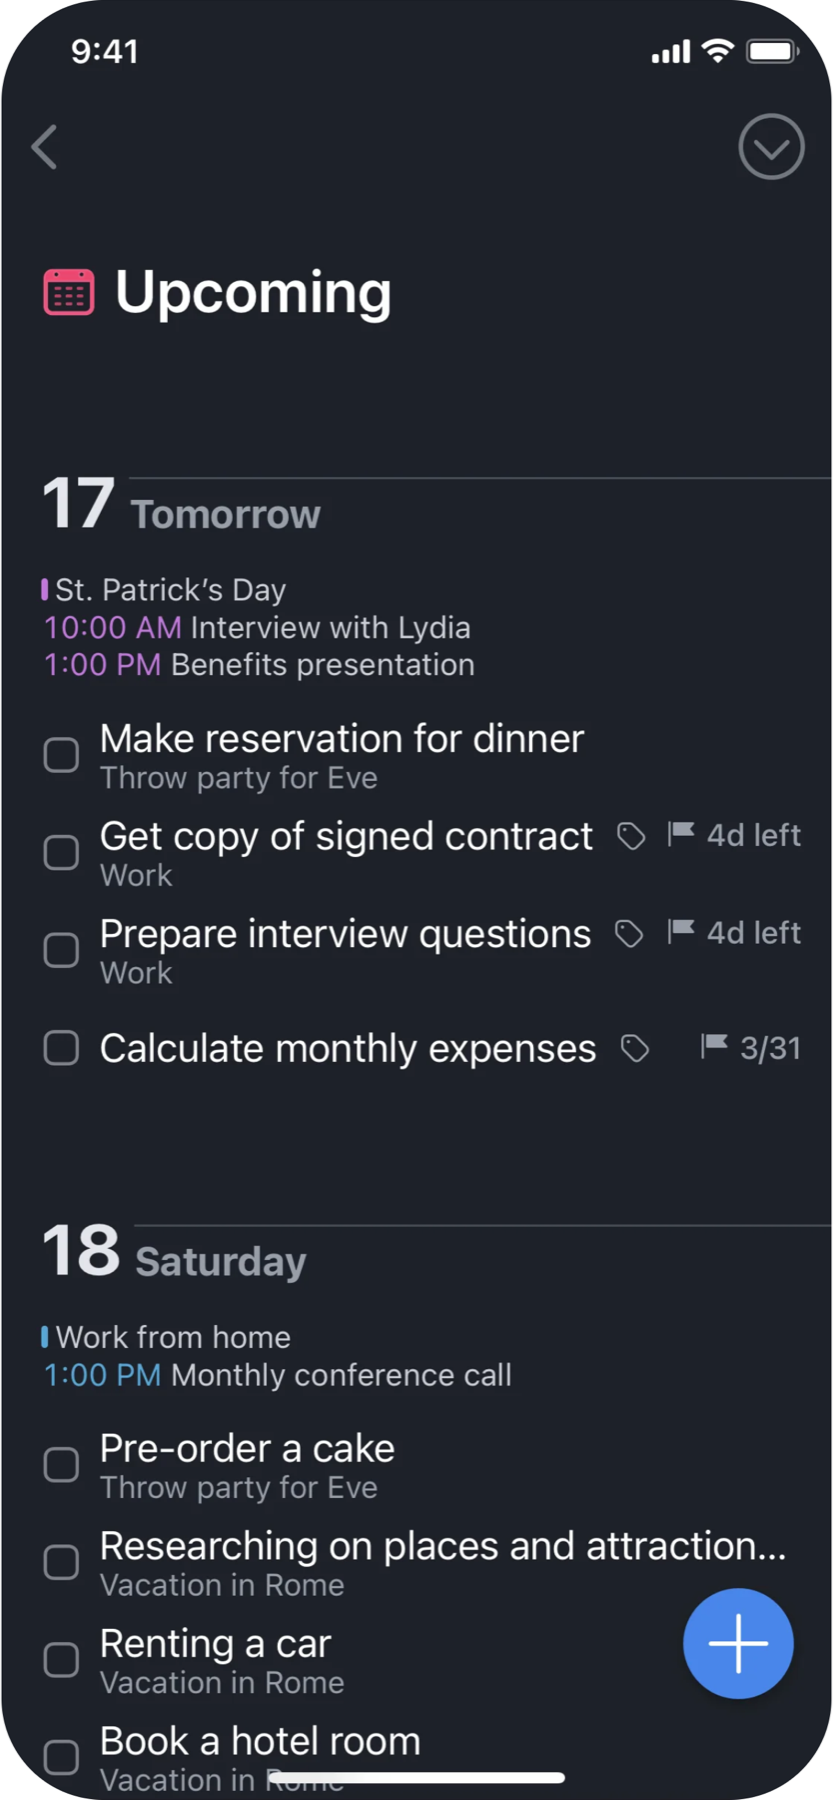 9:41
Upcoming
17 Tomorrow
St. Patrick's Day
10:00 AM Interview with Lydia
1:00 PM Benefits presentation
Make reservation for dinner
Throw party for Eve
Get copy of signed contract 4d left
Work
Prepare interview questions 4d left
Work
Calculate monthly expenses 3/31
18 Saturday
Work from home
1:00 PM Monthly conference call
Pre-order a cake
Throw party for Eve
Researching on places and attraction...
Vacation in Rome
Renting a car
Vacation in Rome
Book a hotel room
Vacation in Rome